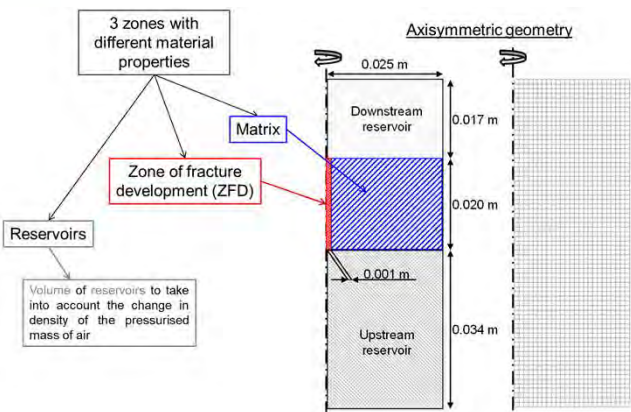 3 zones with
different material
properties
Matrix
Zone of fracture
development (ZFD)
Reservoirs
Volume of reservoirs to take
into account the change in
density of the pressurised
mass of air
Axisymmetric geometry
0.025 m
Downstream
reservoir
0.017 m
0.020 m
0.001 m
Upstream
reservoir
0.034 m